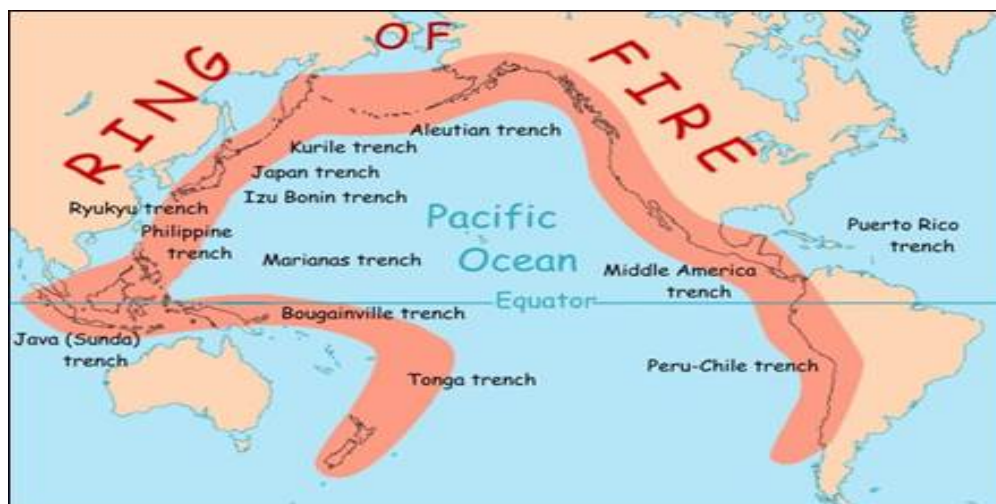 RING OF FIRE
Aleutian trench
Kurile trench
Japan trench
Izu Bonin trench
Ryukyu trench
Philippine
trench
Marianas trench
Pacific
Ocean
Puerto Rico
trench
Middle America
trench
Equator
Bougainville trench
Java (Sunda)
trench
Tonga trench
Peru-Chile trench